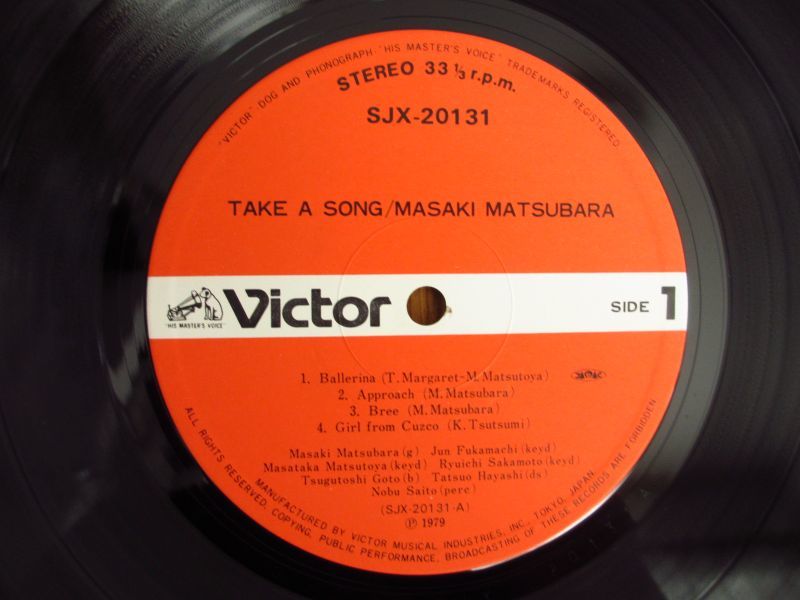 "VICTOR"·DOG AND PHONOGRAPH·"HIS MASTER'S VOICE" TRADEMARKS REGISTERED
STEREO 33 1/3 r.p.m.
SJX-20131
TAKE A SONG/MASAKI MATSUBARA
"HIS MASTER'S VOICE"
Victor
SIDE 1
1. Ballerina (T. Margaret-M. Matsutoya)
2. Approach (M. Matsubara)
3. Bree (M. Matsubara)
4. Girl from Cuzco (K. Tsutsumi)
Masaki Matsubara (g) Jun Fukamachi (keyd)
Masataka Matsutoya (keyd) Ryuichi Sakamoto (keyd)
Tsugutoshi Goto (b) Tatsuo Hayashi (ds)
Nobu Saito (perc)
(SJX-20131-A)
℗ 1979
MANUFACTURED BY VICTOR MUSICAL INDUSTRIES, INC., TOKYO, JAPAN.
ALL RIGHTS RESERVED. COPYING, PUBLIC PERFORMANCE, BROADCASTING OF THESE RECORDS ARE FORBIDDEN